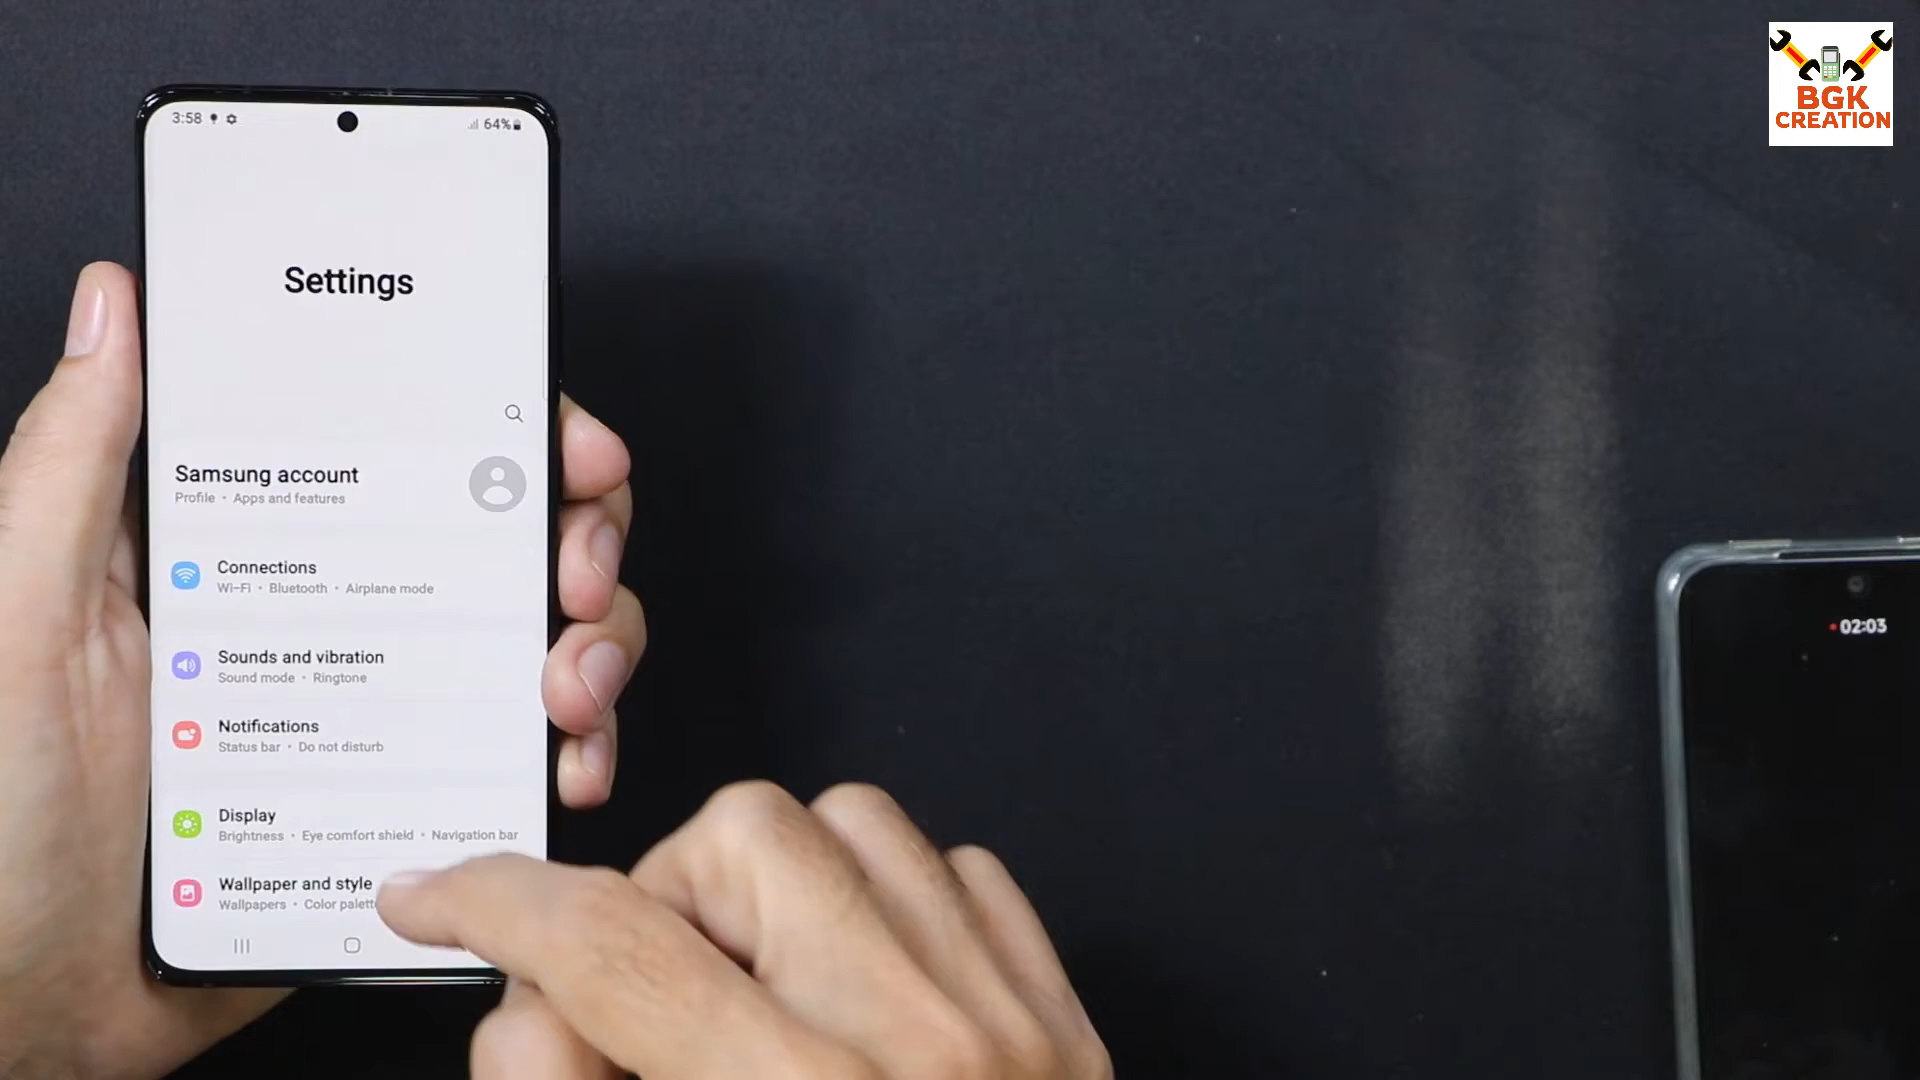 BGK
CREATION
3:58
64%
Settings
Samsung account
Profile • Apps and features
Connections
Wi-Fi • Bluetooth • Airplane mode
Sounds and vibration
Sound mode • Ringtone
Notifications
Status bar • Do not disturb
Display
Brightness • Eye comfort shield • Navigation bar
Wallpaper and style
Wallpapers • Color
02:03